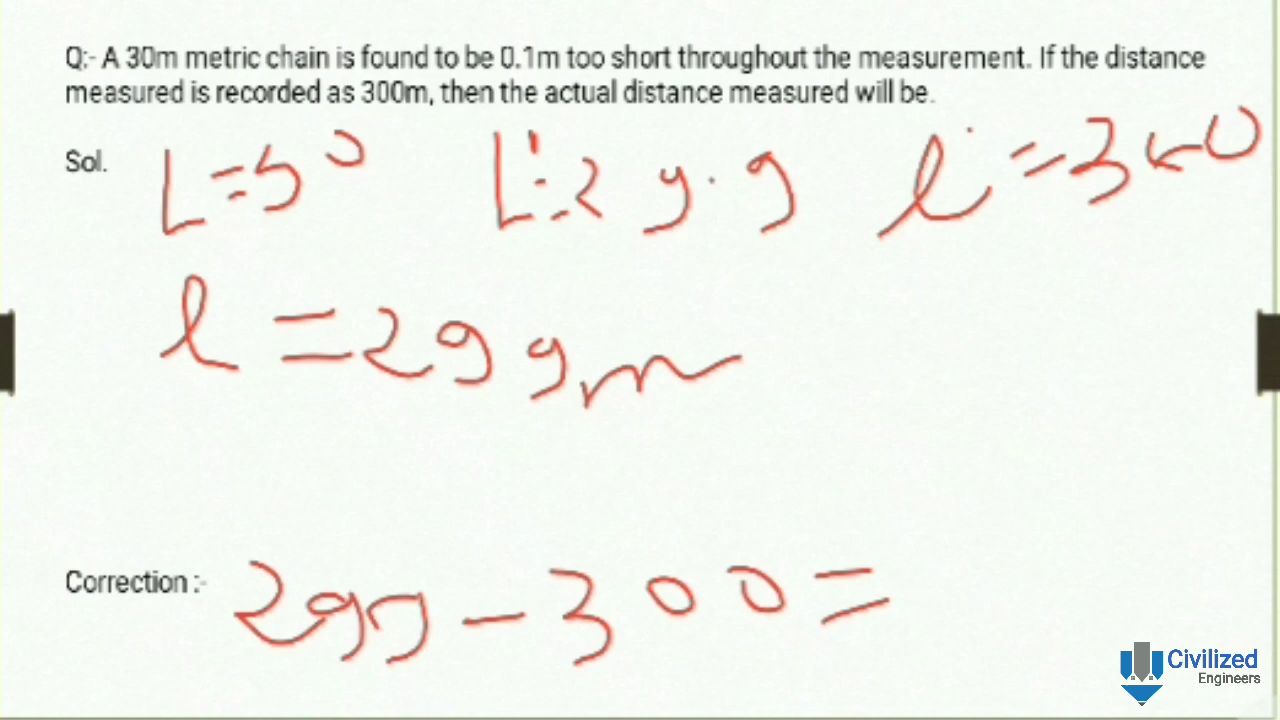 Q:- A 30m metric chain is found to be 0.1m too short throughout the measurement. If the distance
measured is recorded as 300m, then the actual distance measured will be.
Sol. L = 30 L' = 29.9 l' = 300
l = 299m
Correction :- 299 - 300 =
Civilized
Engineers